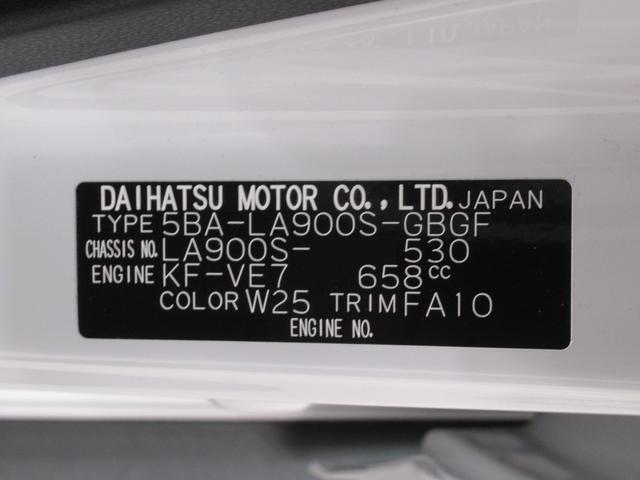 DAIHATSU MOTOR CO., LTD. JAPAN
TYPE 5BA-LA900S-GBGF
CHASSIS NO. LA900S- 530
ENGINE KF-VE7 658CC
COLOR W25 TRIM FA10
ENGINE NO.